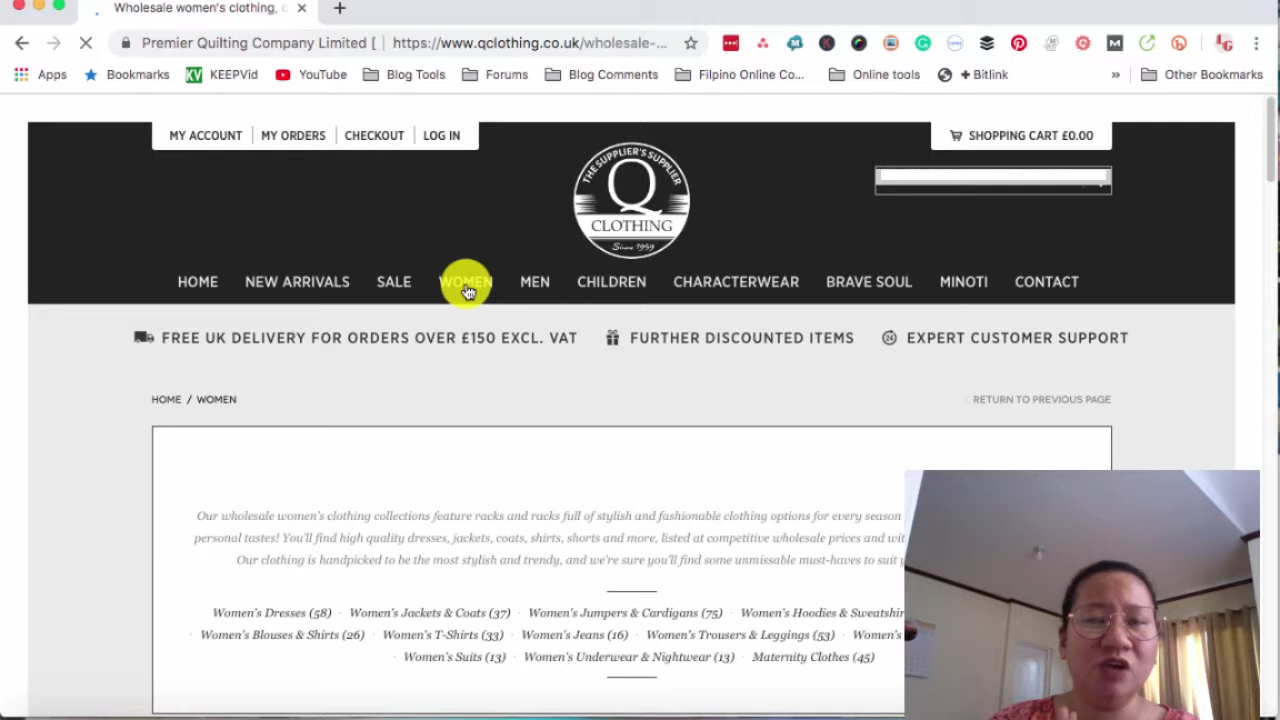 Wholesale women's clothing, c
Premier Quilting Company Limited [ https://www.qclothing.co.uk/wholesale-...
Apps Bookmarks KEEPVid YouTube Blog Tools Forums Blog Comments Filpino Online Co... Online tools + Bitlink » Other Bookmarks
MY ACCOUNT MY ORDERS CHECKOUT LOG IN SHOPPING CART £0.00
THE SUPPLIER'S SUPPLIER
Q
CLOTHING
Since 1959
HOME NEW ARRIVALS SALE WOMEN MEN CHILDREN CHARACTERWEAR BRAVE SOUL MINOTI CONTACT
FREE UK DELIVERY FOR ORDERS OVER £150 EXCL. VAT FURTHER DISCOUNTED ITEMS EXPERT CUSTOMER SUPPORT
HOME / WOMEN RETURN TO PREVIOUS PAGE
Our wholesale women's clothing collections feature racks and racks full of stylish and fashionable clothing options for every season
personal tastes! You'll find high quality dresses, jackets, coats, shirts, shorts and more, listed at competitive wholesale prices and
Our clothing is handpicked to be the most stylish and trendy, and we're sure you'll find some unmissable must-haves to suit
Women's Dresses (58) · Women's Jackets & Coats (37) · Women's Jumpers & Cardigans (75) · Women's Hoodies &
· Women's Blouses & Shirts (26) · Women's T-Shirts (33) · Women's Jeans (16) · Women's Trousers & Leggings (53) · Women's
· Women's Suits (13) · Women's Underwear & Nightwear (13) · Maternity Clothes (45)